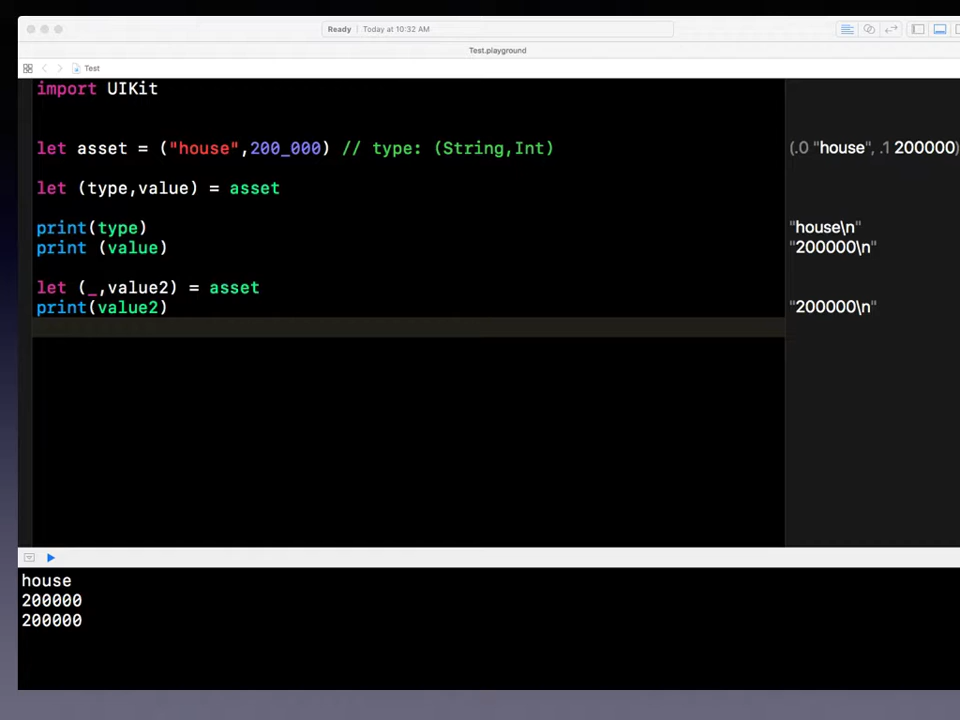 Ready | Today at 10:32 AM
Test.playground
Test
import UIKit
let asset = ("house",200_000) // type: (String,Int)
(.0 "house", .1 200000)
let (type,value) = asset
print(type)
"house\n"
print (value)
"200000\n"
let (_,value2) = asset
print(value2)
"200000\n"
house
200000
200000